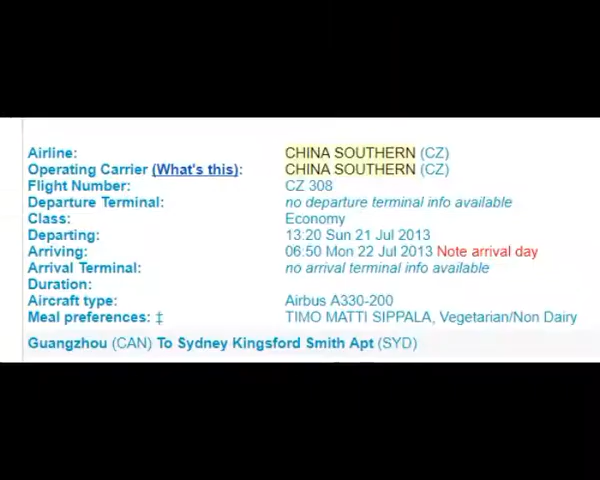 Airline: CHINA SOUTHERN (CZ)
Operating Carrier (What's this): CHINA SOUTHERN (CZ)
Flight Number: CZ 308
Departure Terminal: no departure terminal info available
Class: Economy
Departing: 13:20 Sun 21 Jul 2013
Arriving: 06:50 Mon 22 Jul 2013 Note arrival day
Arrival Terminal: no arrival terminal info available
Duration:
Aircraft type: Airbus A330-200
Meal preferences: ‡ TIMO MATTI SIPPALA, Vegetarian/Non Dairy
Guangzhou (CAN) To Sydney Kingsford Smith Apt (SYD)